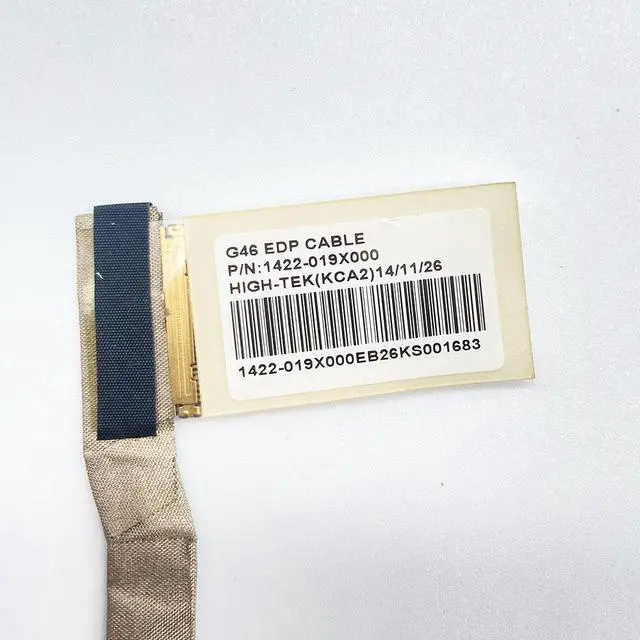 G46 EDP CABLE
P/N:1422-019X000
HIGH-TEK(KCA2)14/11/26
1422-019X000EB26KS001683